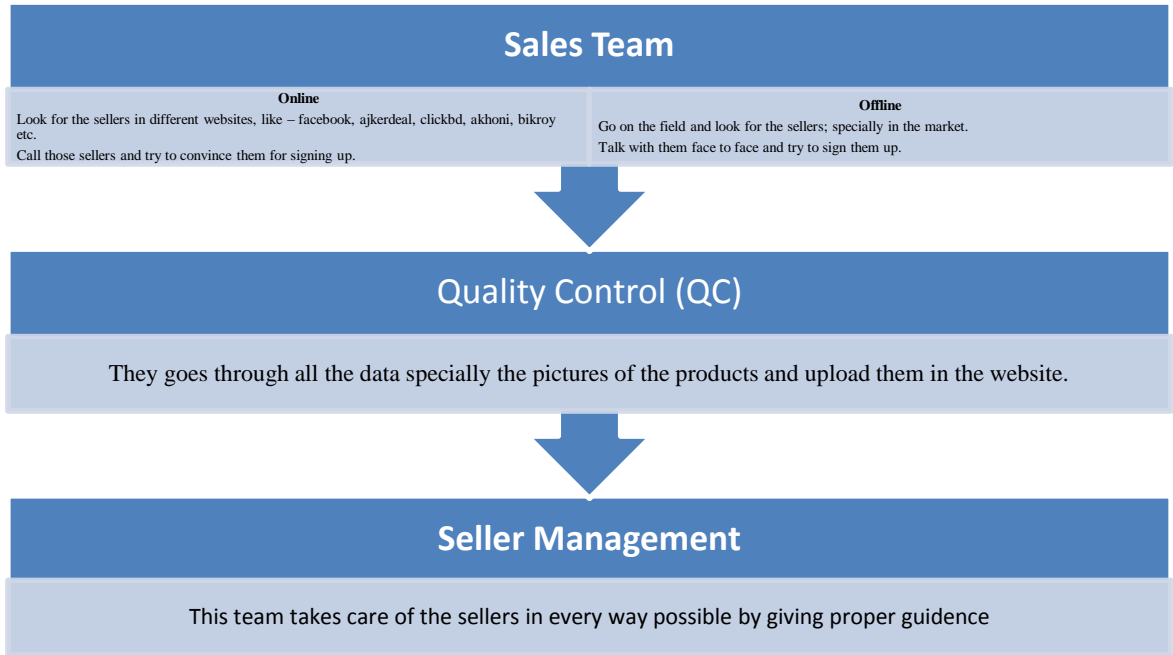 Sales Team
Online
Look for the sellers in different websites, like – facebook, ajkerdeal, clickbd, akhoni, bikroy
etc.
Call those sellers and try to convince them for signing up.
Offline
Go on the field and look for the sellers; specially in the market.
Talk with them face to face and try to sign them up.
Quality Control (QC)
They goes through all the data specially the pictures of the products and upload them in the website.
Seller Management
This team takes care of the sellers in every way possible by giving proper guidence